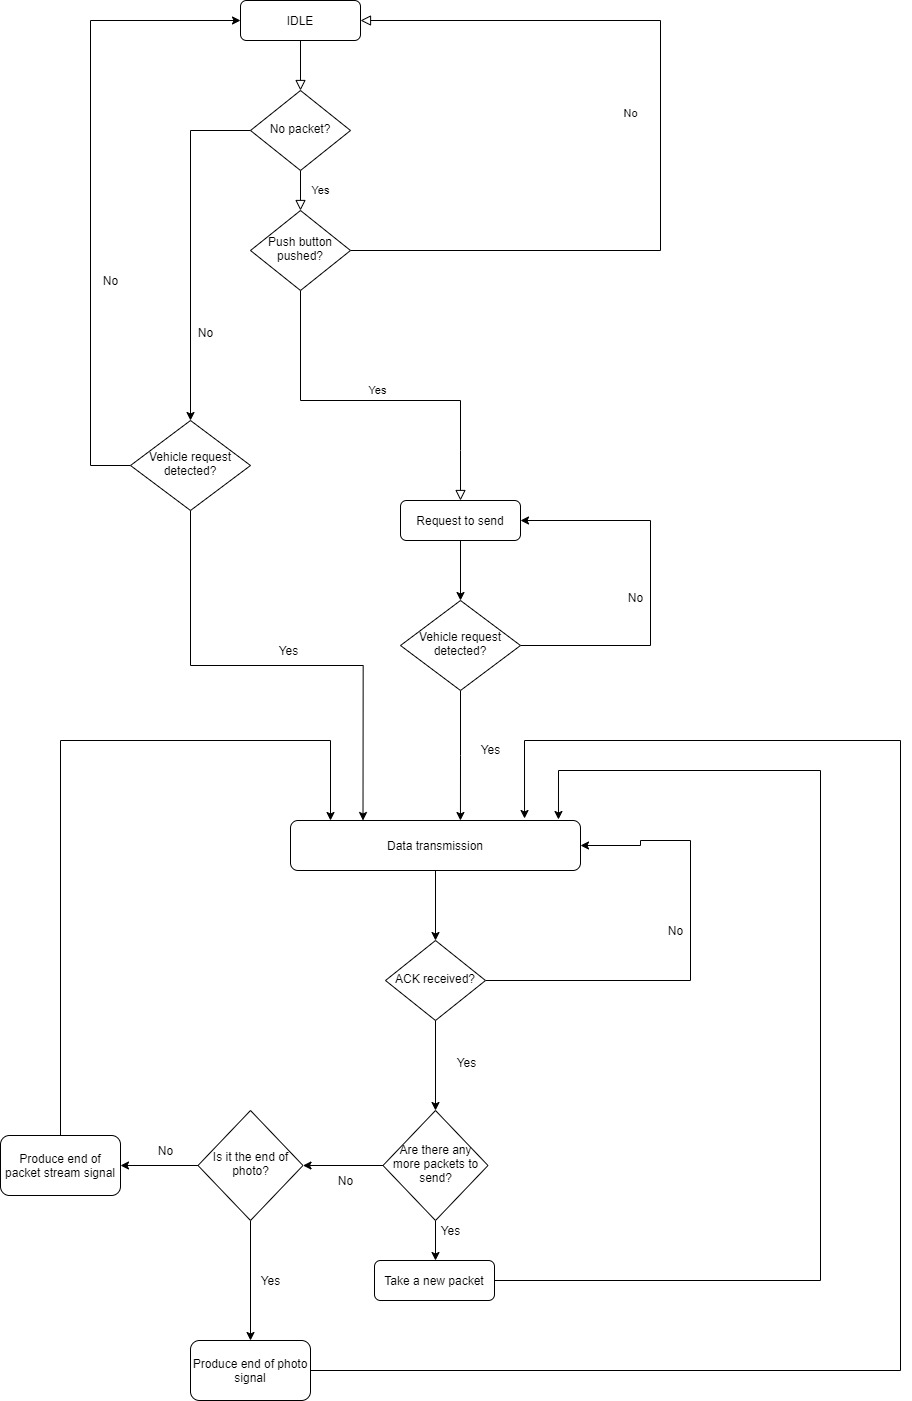 IDLE
No
No packet?
Yes
Push button
pushed?
No
No
Yes
Vehicle request
detected?
Request to send
No
Vehicle request
detected?
Yes
Yes
Data transmission
No
ACK received?
Yes
Are there any
more packets to
send?
Is it the end of
photo?
No
No
Produce end of
packet stream signal
Yes
Take a new packet
Yes
Produce end of photo
signal